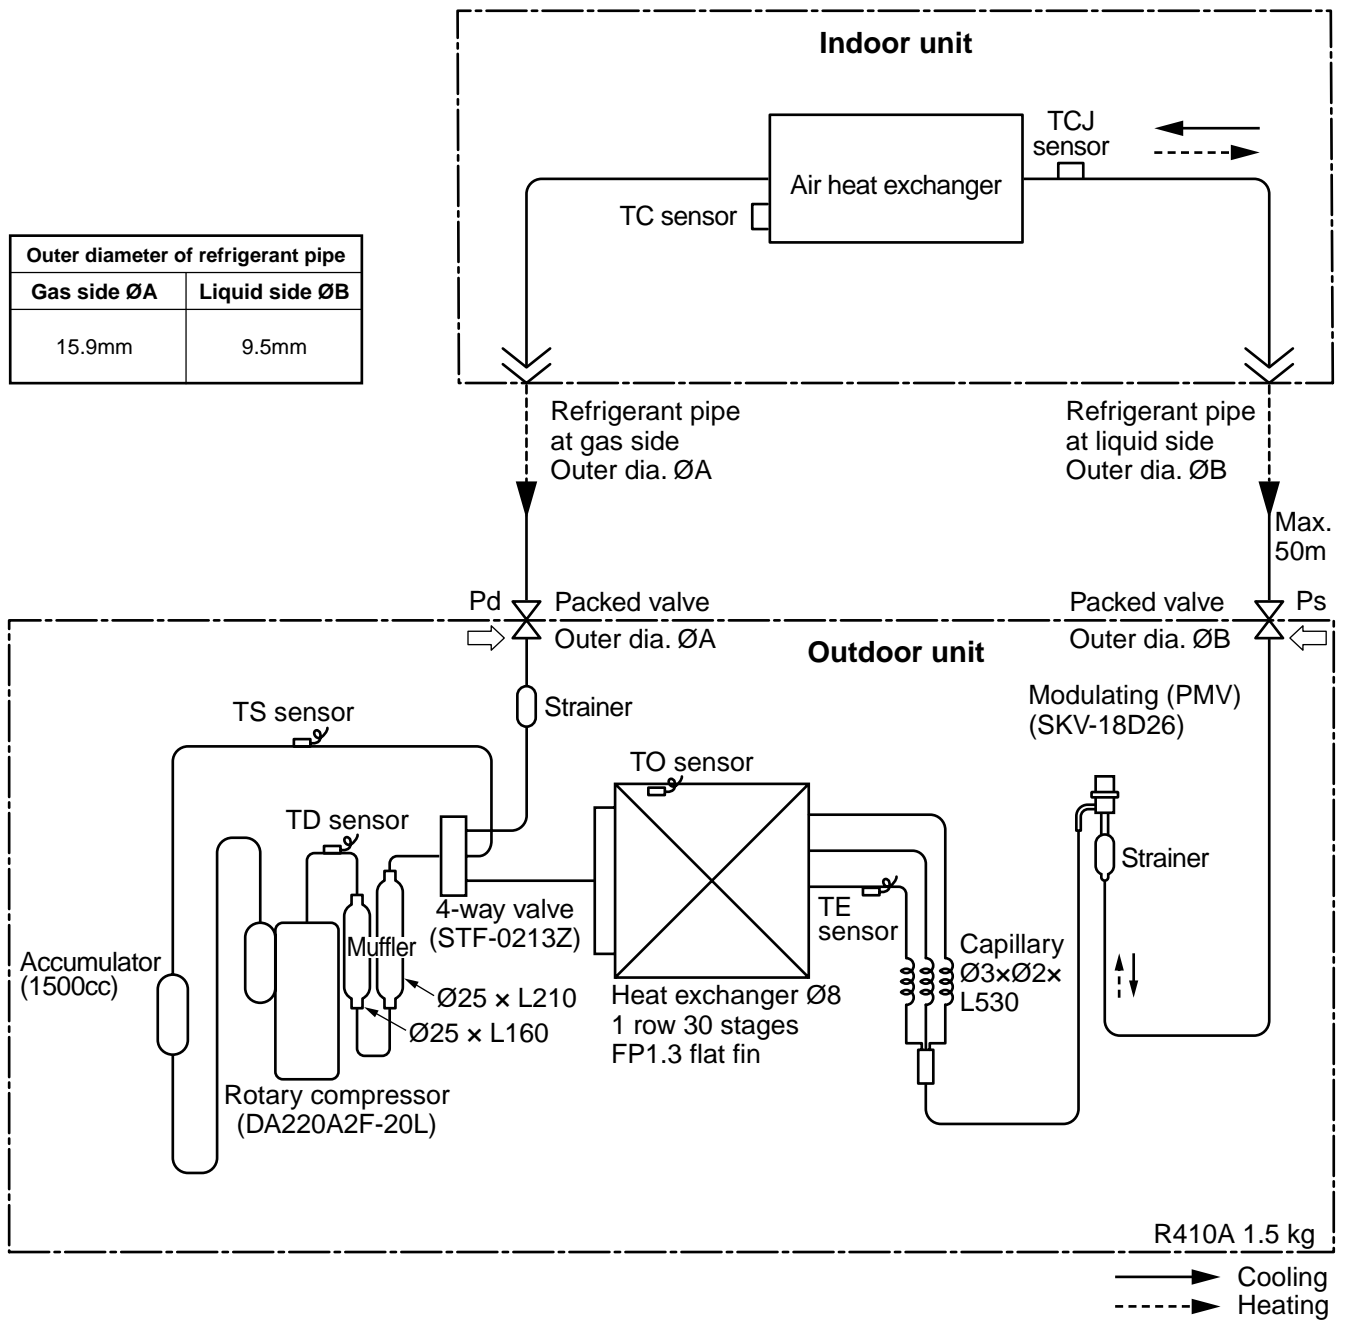 Indoor unit
TCJ
sensor
Air heat exchanger
TC sensor
Outer diameter of refrigerant pipe
Gas side ØA
Liquid side ØB
15.9mm
9.5mm
Refrigerant pipe
at gas side
Outer dia. ØA
Refrigerant pipe
at liquid side
Outer dia. ØB
Max.
50m
Pd
Packed valve
Outer dia. ØA
Packed valve
Outer dia. ØB
Ps
Outdoor unit
Modulating (PMV)
(SKV-18D26)
Strainer
TS sensor
TO sensor
TD sensor
Strainer
4-way valve
(STF-0213Z)
TE
sensor
Muffler
Capillary
Ø3×Ø2×
L530
Accumulator
(1500cc)
Ø25 × L210
Ø25 × L160
Heat exchanger Ø8
1 row 30 stages
FP1.3 flat fin
Rotary compressor
(DA220A2F-20L)
R410A 1.5 kg
Cooling
Heating